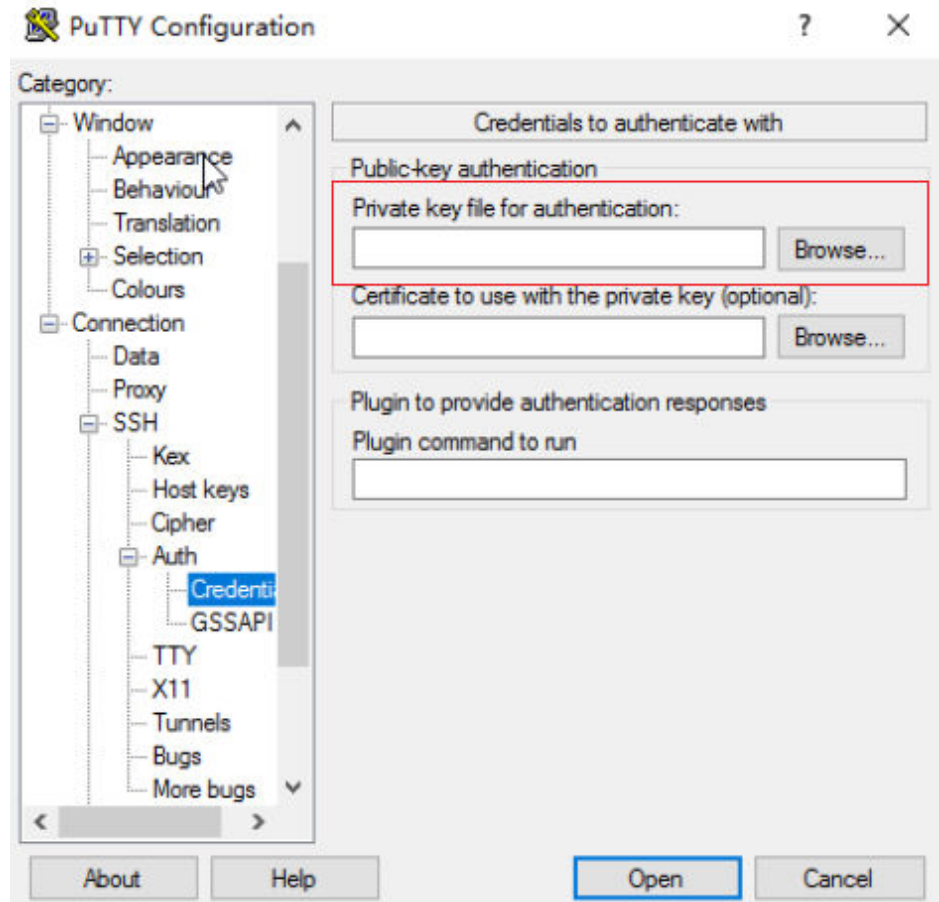 PuTTY Configuration
Category:
Window
Appearance
Behaviour
Translation
Selection
Colours
Connection
Data
Proxy
SSH
Kex
Host keys
Cipher
Auth
Credentia
GSSAPI
TTY
X11
Tunnels
Bugs
More bugs
Credentials to authenticate with
Public-key authentication
Private key file for authentication:
Browse...
Certificate to use with the private key (optional):
Browse...
Plugin to provide authentication responses
Plugin command to run
About
Help
Open
Cancel